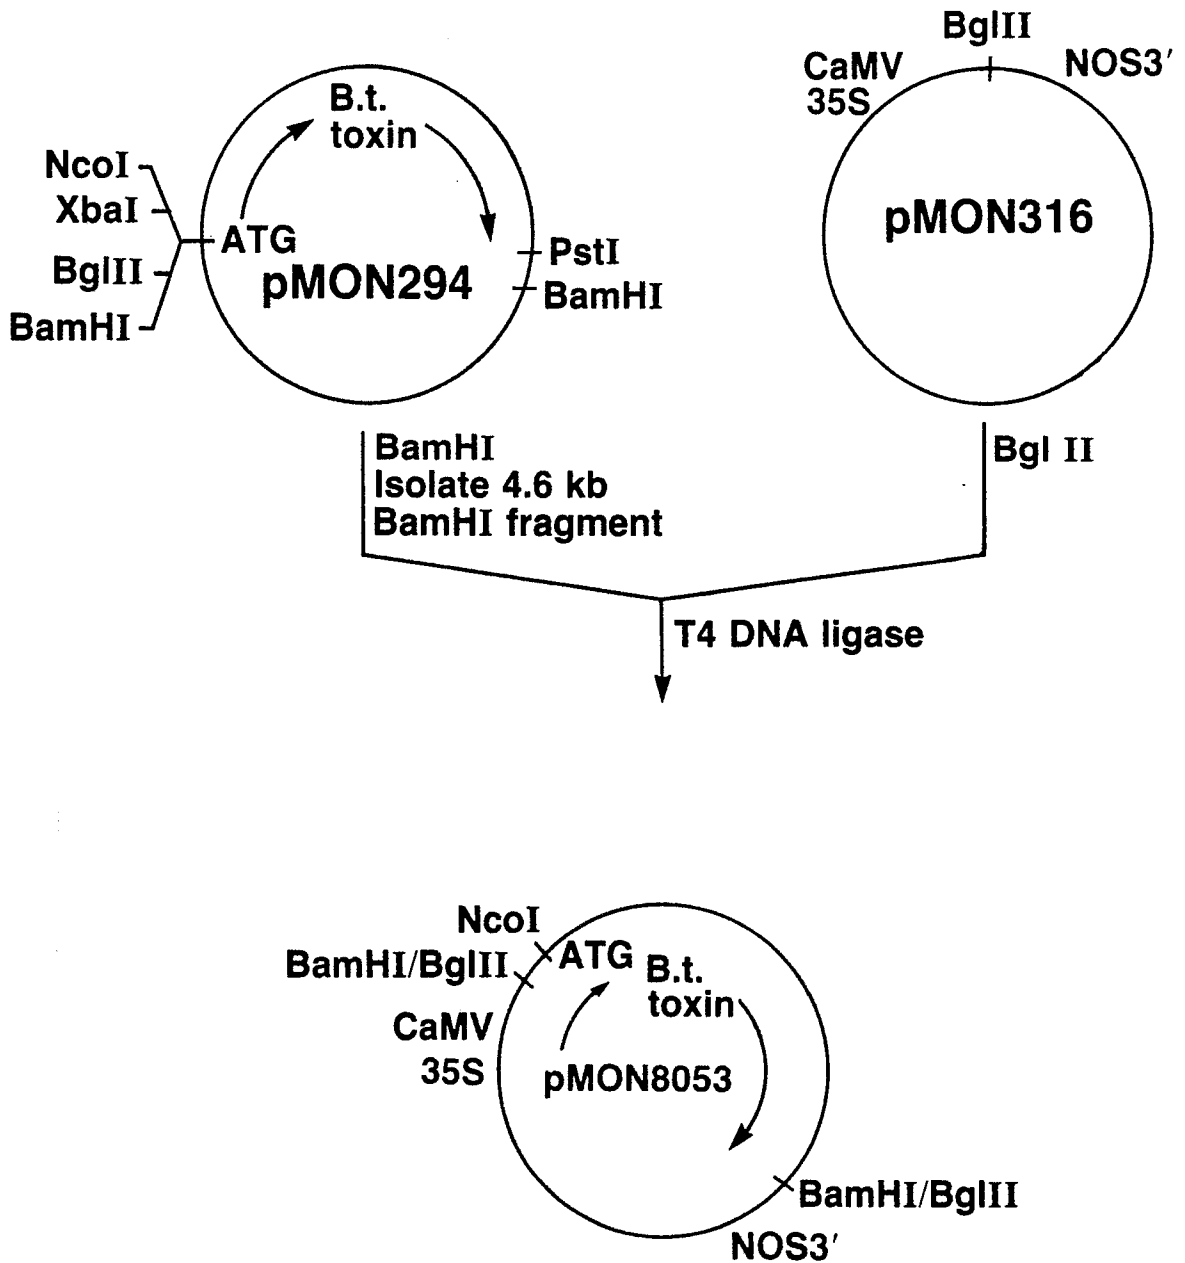 B.t.
toxin
NcoI
XbaI
BglII
BamHI
ATG
pMON294
PstI
BamHI
BglII
CaMV
35S
NOS3′
pMON316
BamHI
Isolate 4.6 kb
BamHI fragment
Bgl II
T4 DNA ligase
NcoI
BamHI/BglII
CaMV
35S
ATG
B.t.
toxin
pMON8053
BamHI/BglII
NOS3′